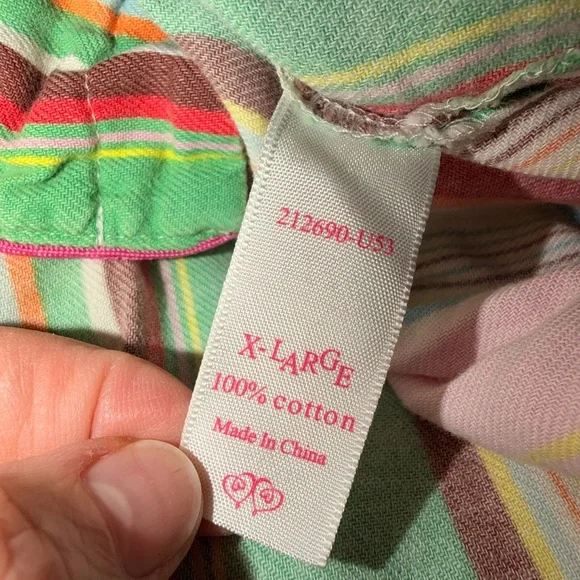 212690-U53
X-LARGE
100% cotton
Made In China